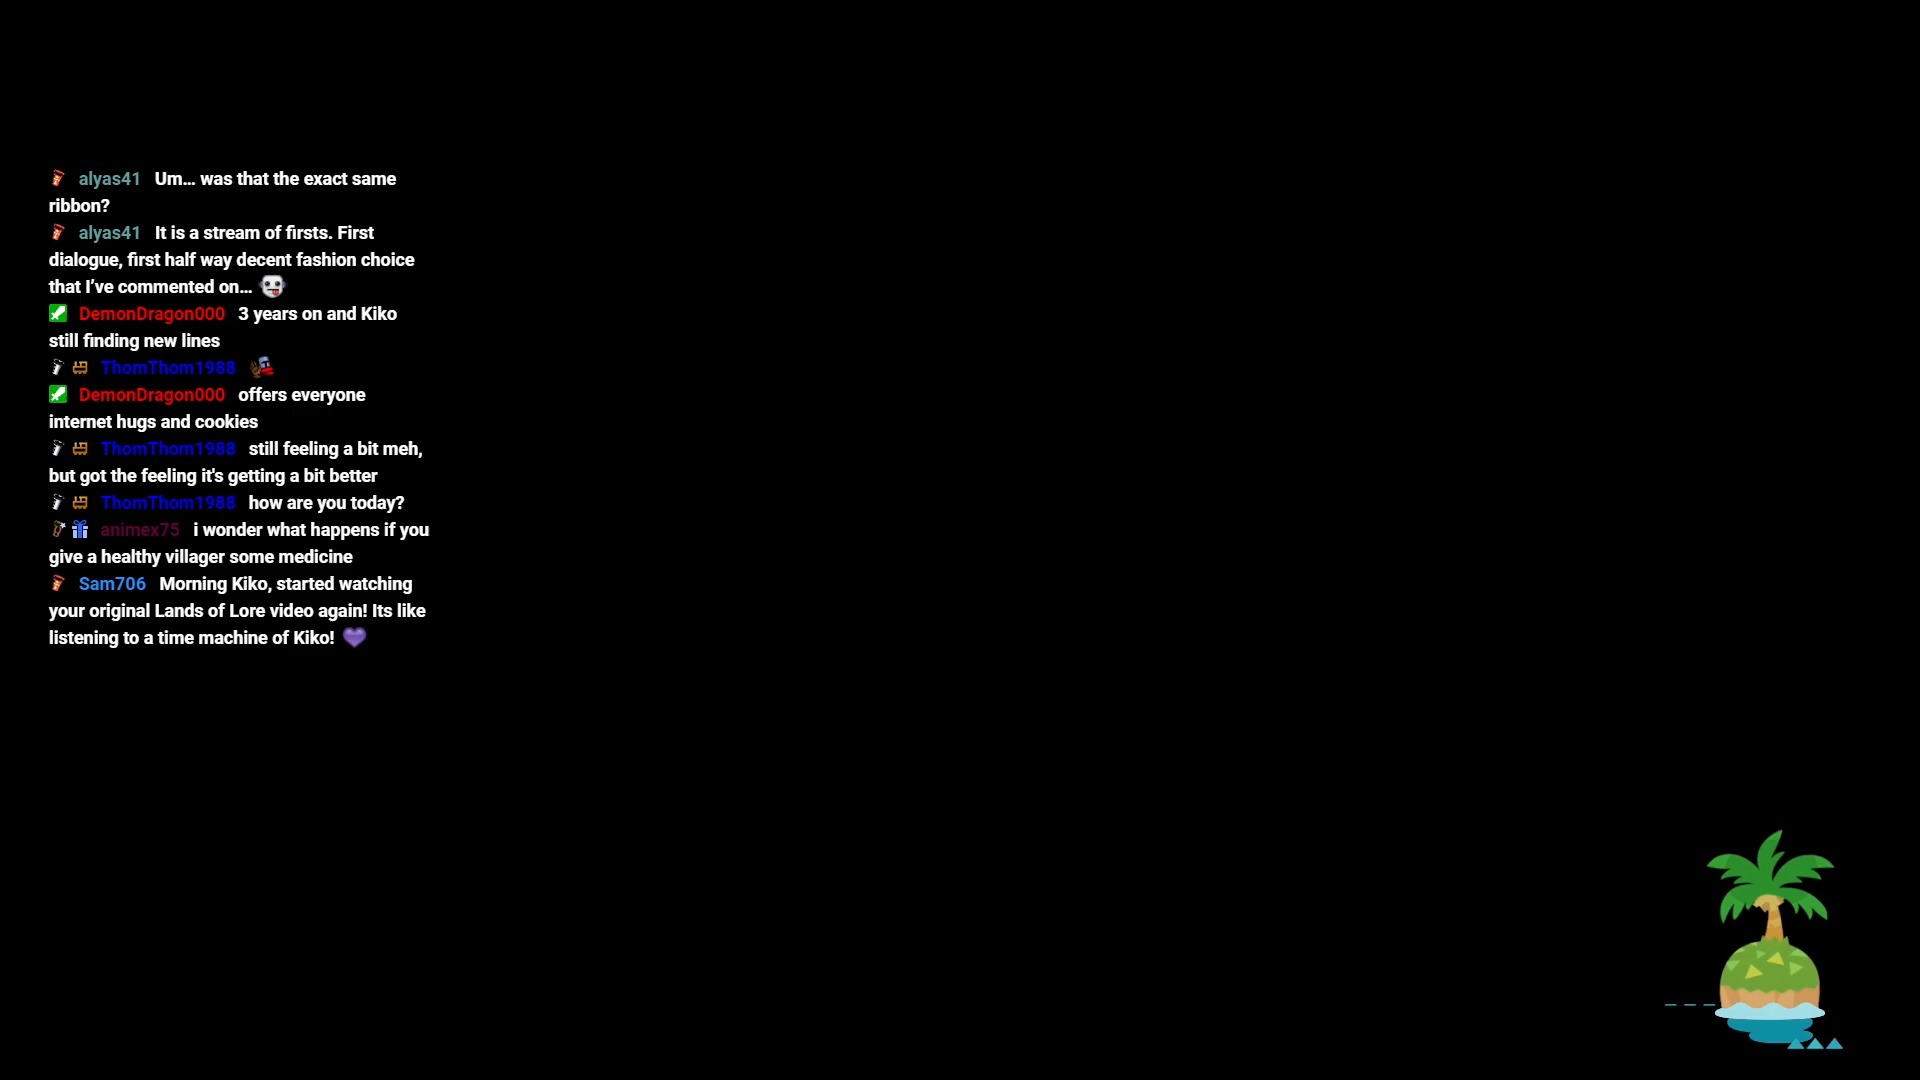 alyas41 Um... was that the exact same
ribbon?
alyas41 It is a stream of firsts. First
dialogue, first half way decent fashion choice
that I’ve commented on...
DemonDragon000 3 years on and Kiko
still finding new lines
ThomThom1988
DemonDragon000 offers everyone
internet hugs and cookies
ThomThom1988 still feeling a bit meh,
but got the feeling it's getting a bit better
ThomThom1988 how are you today?
animex75 i wonder what happens if you
give a healthy villager some medicine
Sam706 Morning Kiko, started watching
your original Lands of Lore video again! Its like
listening to a time machine of Kiko!